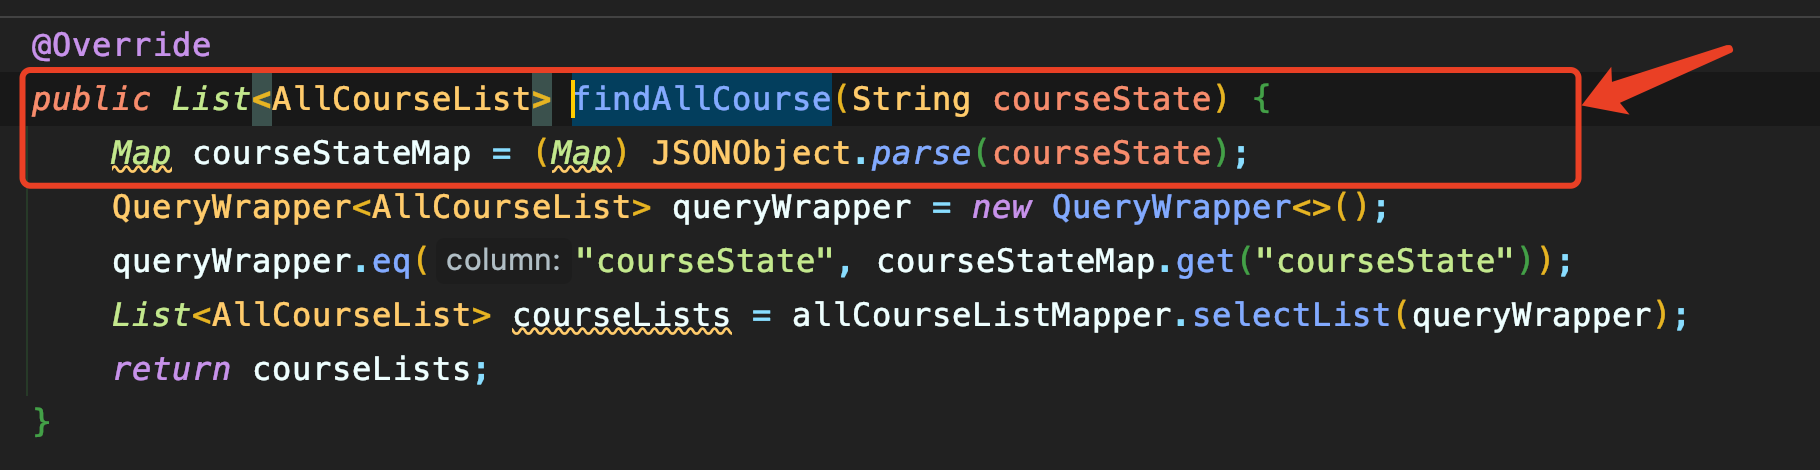 @Override
public List<AllCourseList> findAllCourse(String courseState) {
Map courseStateMap = (Map) JSONObject.parse(courseState);
QueryWrapper<AllCourseList> queryWrapper = new QueryWrapper<>();
queryWrapper.eq( column: "courseState", courseStateMap.get("courseState"));
List<AllCourseList> courseLists = allCourseListMapper.selectList(queryWrapper);
return courseLists;
}